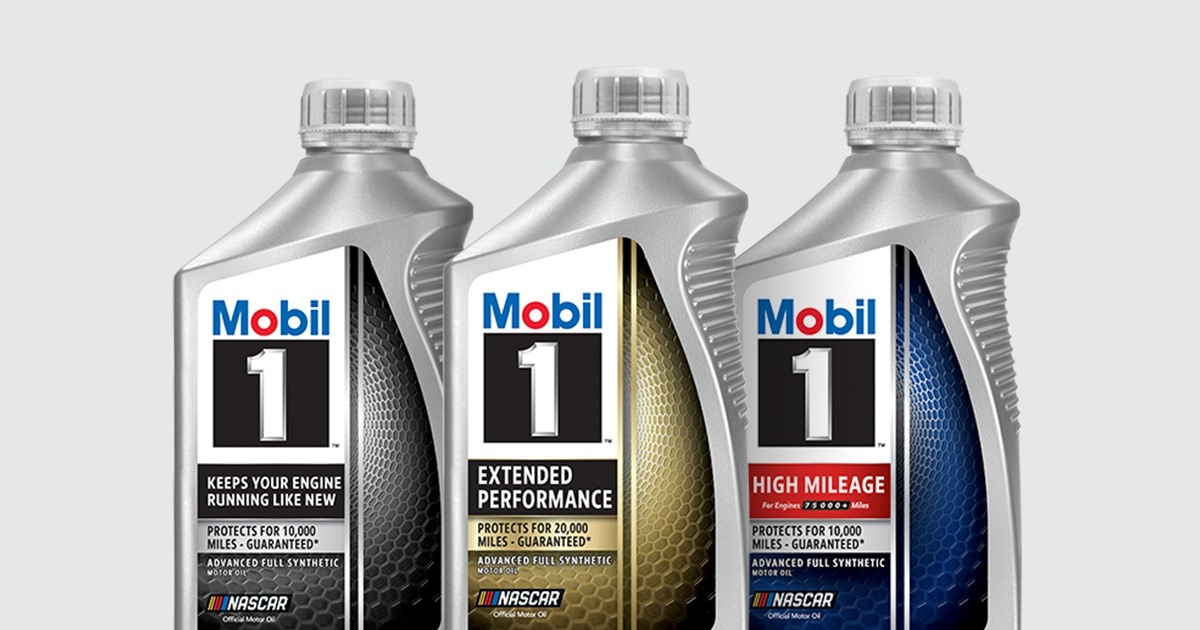 Mobil
1
™
KEEPS YOUR ENGINE
RUNNING LIKE NEW
PROTECTS FOR 10,000
MILES - GUARANTEED*
ADVANCED FULL SYNTHETIC
MOTOR OIL
NASCAR
Official Motor Oil
Mobil
1
™
EXTENDED
PERFORMANCE
PROTECTS FOR 20,000
MILES - GUARANTEED*
ADVANCED FULL SYNTHETIC
MOTOR OIL
NASCAR
Official Motor Oil
Mobil
1
™
HIGH MILEAGE
For Engines 75000+ Miles
PROTECTS FOR 10,000
MILES - GUARANTEED*
ADVANCED FULL SYNTHETIC
MOTOR OIL
NASCAR
Official Motor Oil